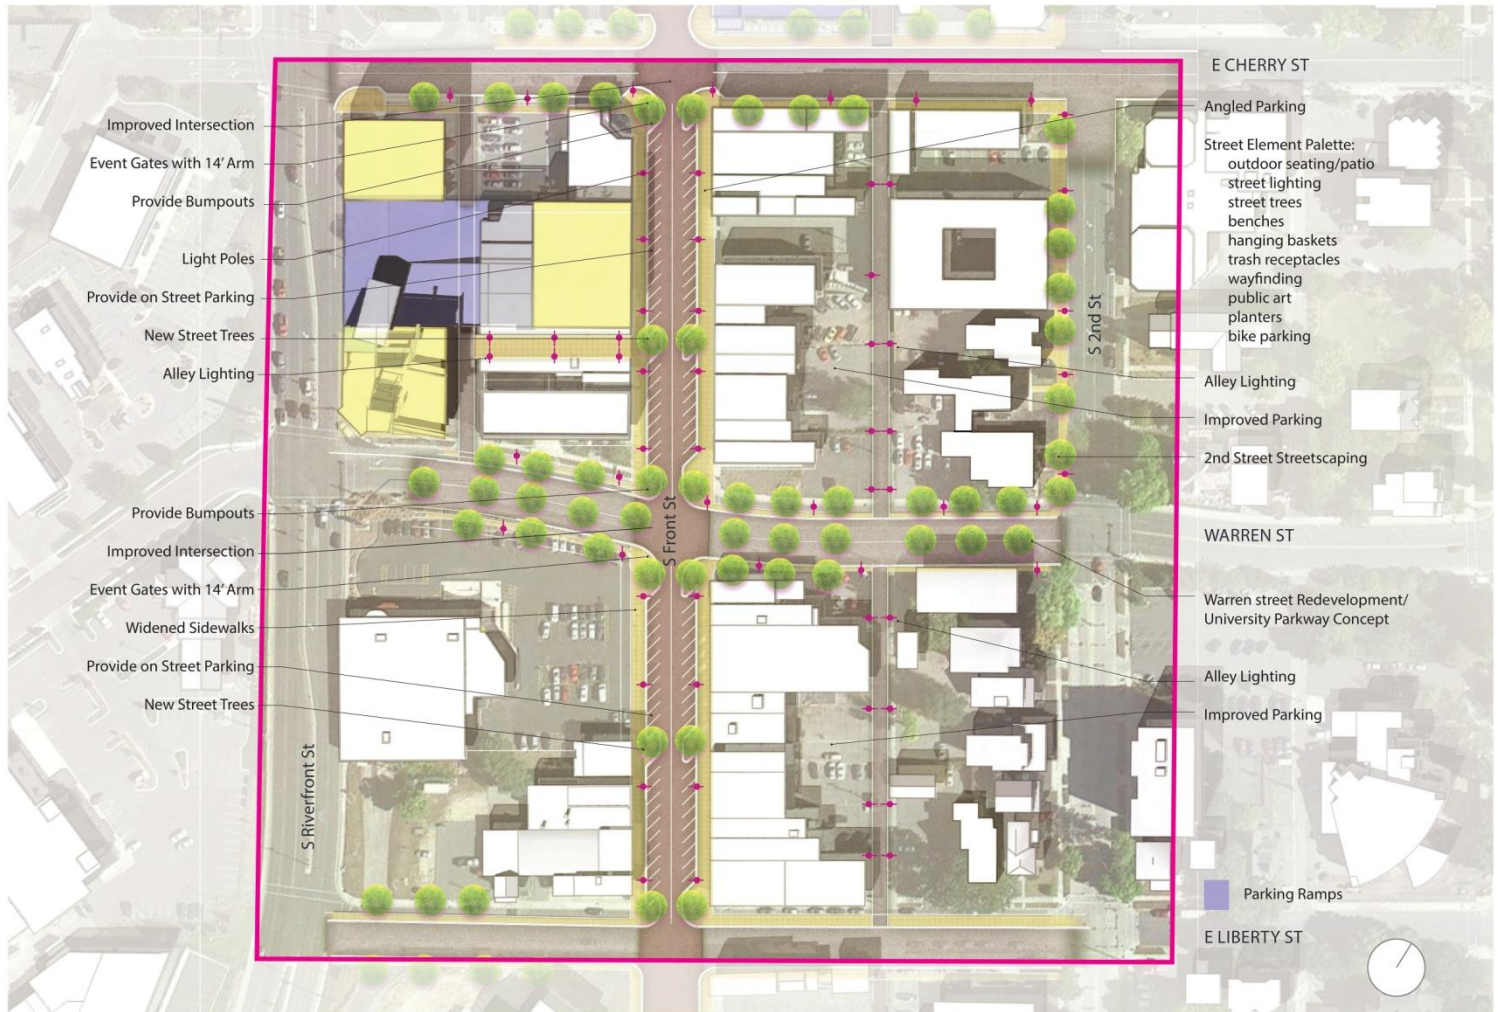 E CHERRY ST
Improved Intersection
Event Gates with 14' Arm
Provide Bumpouts
Light Poles
Provide on Street Parking
New Street Trees
Alley Lighting
Provide Bumpouts
Improved Intersection
Event Gates with 14' Arm
Widened Sidewalks
Provide on Street Parking
New Street Trees
S Riverfront St
S Front St
S 2nd St
Angled Parking
Street Element Palette:
outdoor seating/patio
street lighting
street trees
benches
hanging baskets
trash receptacles
wayfinding
public art
planters
bike parking
Alley Lighting
Improved Parking
2nd Street Streetscaping
WARREN ST
Warren street Redevelopment/
University Parkway Concept
Alley Lighting
Improved Parking
Parking Ramps
E LIBERTY ST